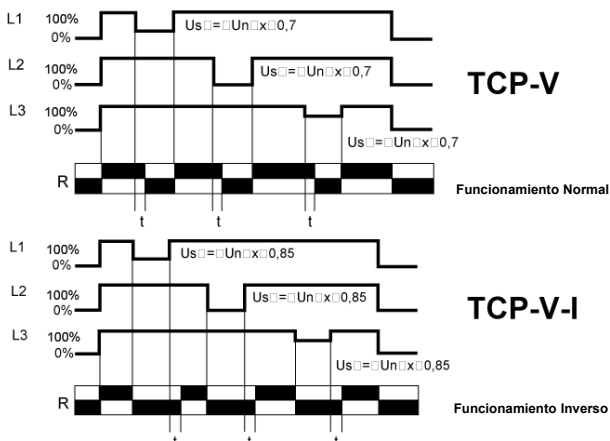 L1 100%
0%
Us□=□Un□x□0,7
L2 100%
0%
Us□=□Un□x□0,7
TCP-V
L3 100%
0%
Us□=□Un□x□0,7
R
Funcionamiento Normal
t t t
L1 100%
0%
Us□=□Un□x□0,85
L2 100%
0%
Us□=□Un□x□0,85
TCP-V-I
L3 100%
0%
Us□=□Un□x□0,85
R
Funcionamiento Inverso
t t t